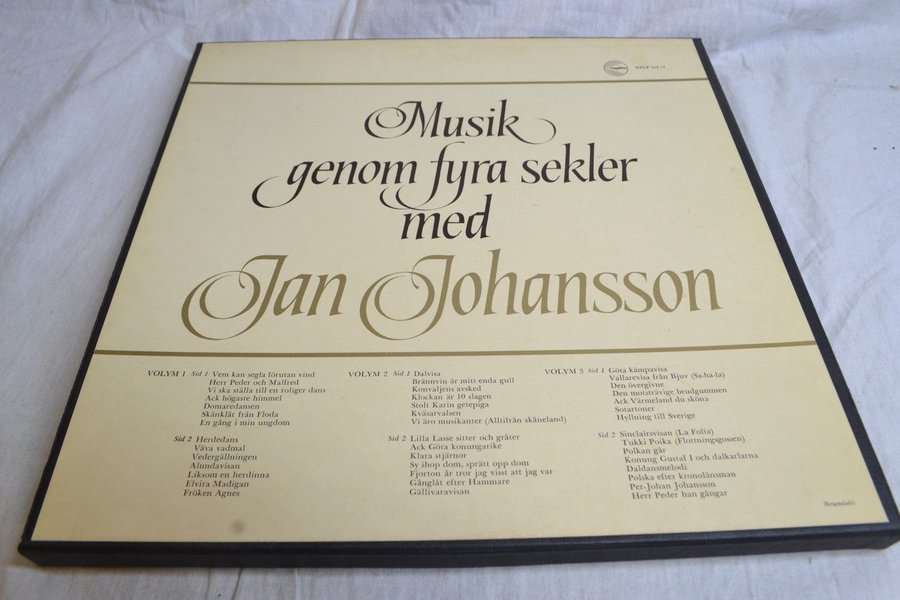 Musik
genom fyra sekler
med
Jan Johansson
VOLYM 1 Sid 1 Vem kan segla förutan vind
Herr Peder och Malfred
Vi ska ställa till en roliger dans
Ack högaste himmel
Domaredansen
Skänklåt från Floda
En gång i min ungdom
Sid 2 Herdedans
Väva vadmal
Vedergällningen
Alundavisan
Liksom en herdinna
Elvira Madigan
Fröken Agnes
VOLYM 2 Sid 1 Dalvisa
Brännvin är mitt enda gull
Konvaljens avsked
Klockan är 10 slagen
Stolt Karin getepiga
Kväsarvalsen
Vi äro musikanter (Alltifrån skåneland)
Sid 2 Lilla Lasse sitter och gråter
Ack Göta konungarike
Klara stjärnor
Sy ihop dom, sprätt opp dom
Fjorton år tror jag visst att jag var
Gånglåt efter Hammare
Gällivaravisan
VOLYM 3 Sid 1 Göta kämpavisa
Vallarevisa från Bjuv (Sa-ha-la)
Den övergivne
Den motsträvige brudgummen
Ack Värmeland du sköna
Sotartoner
Hyllning till Sverige
Sid 2 Sinclairsvisan (La Folia)
Tukki Poika (Flottningsgossen)
Polkan går
Konung Gustaf I och dalkarlarna
Daldansmelodi
Polska efter kronolänsman
Per-Johan Johansson
Herr Peder han gångar